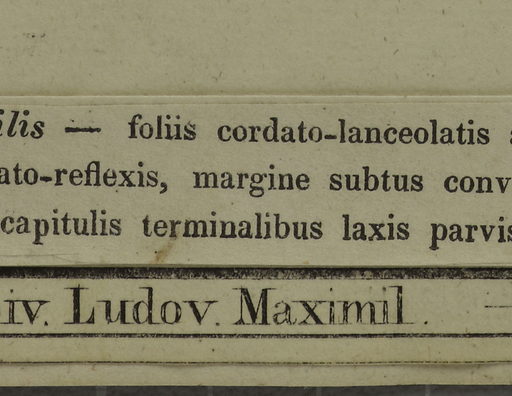 ilis — foliis cordato-lanceolatis a
ato-reflexis, margine subtus conv
capitulis terminalibus laxis parvis
iv. Ludov. Maximil.